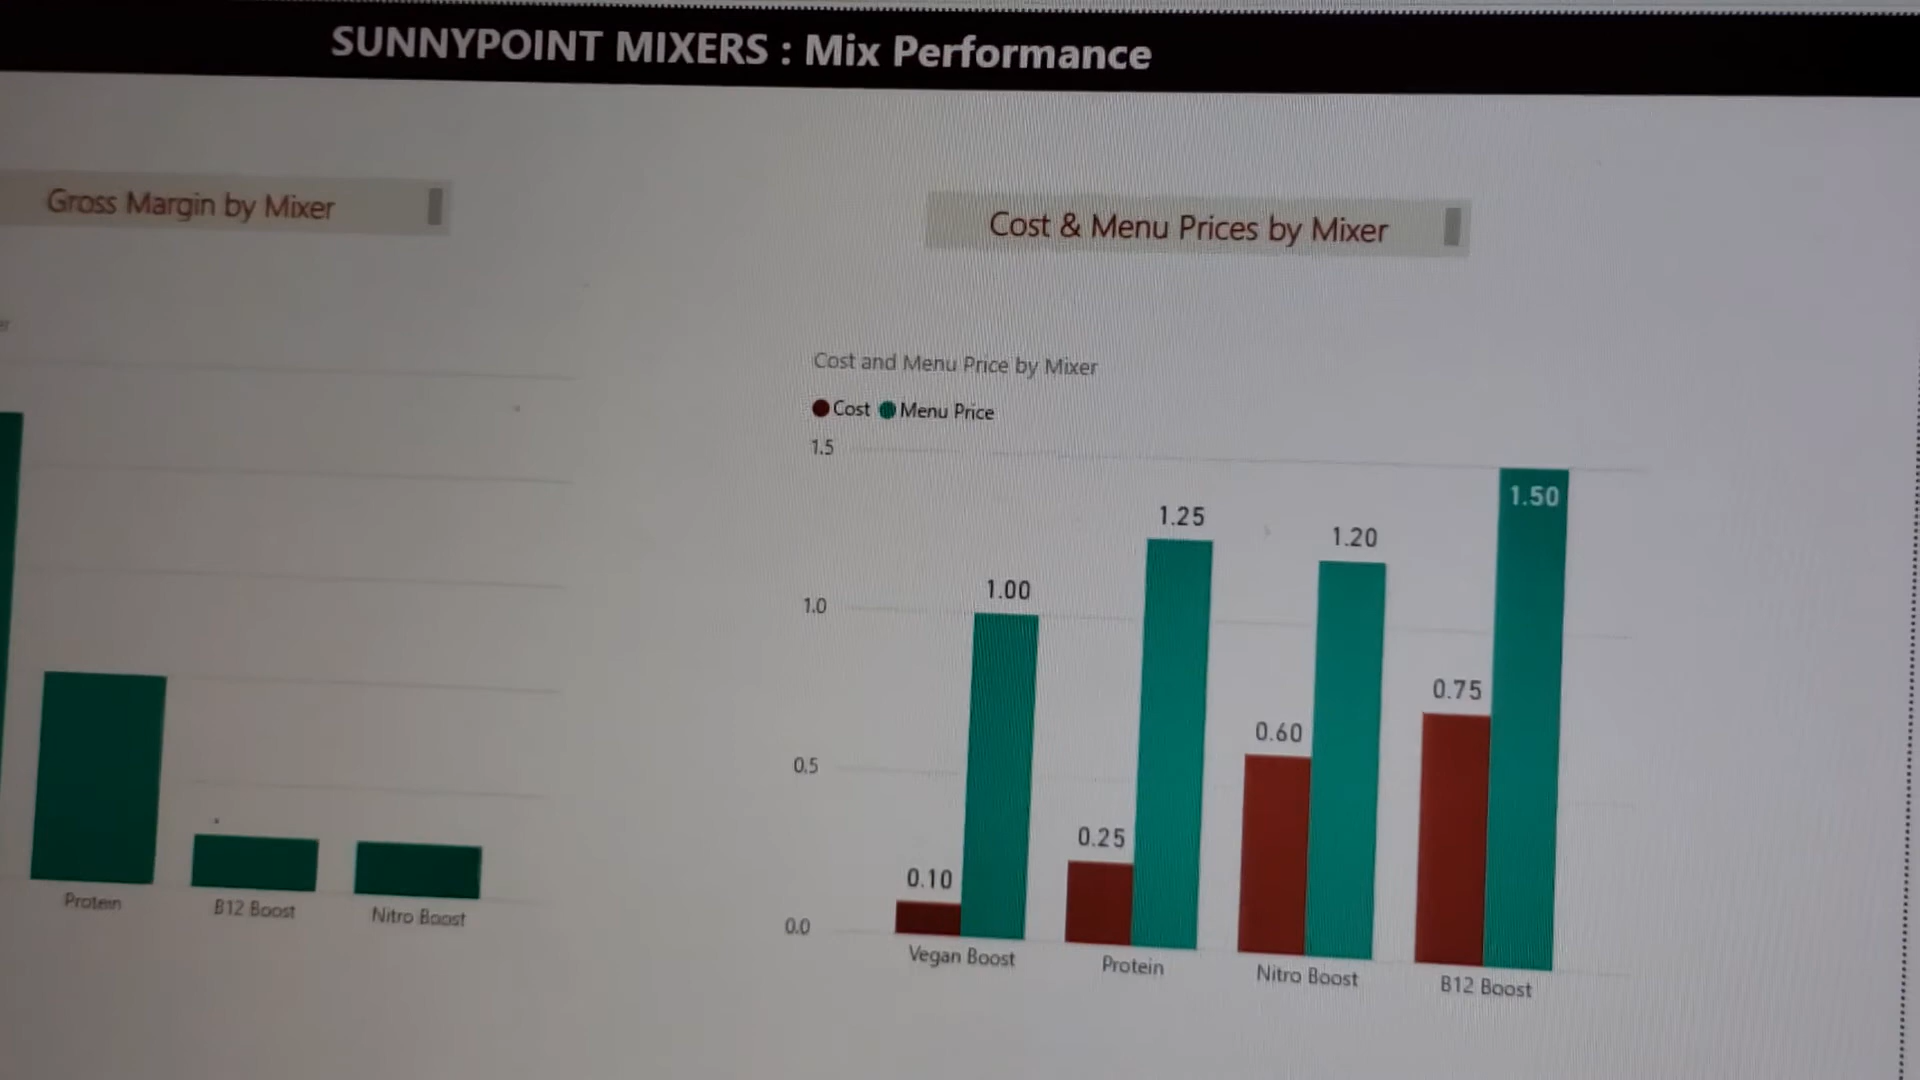 SUNNYPOINT MIXERS : Mix Performance
Gross Margin by Mixer
Protein
B12 Boost
Nitro Boost
Cost & Menu Prices by Mixer
Cost and Menu Price by Mixer
Cost Menu Price
1.5
1.0
0.5
0.0
0.10
1.00
0.25
1.25
0.60
1.20
0.75
1.50
Vegan Boost
Protein
Nitro Boost
B12 Boost